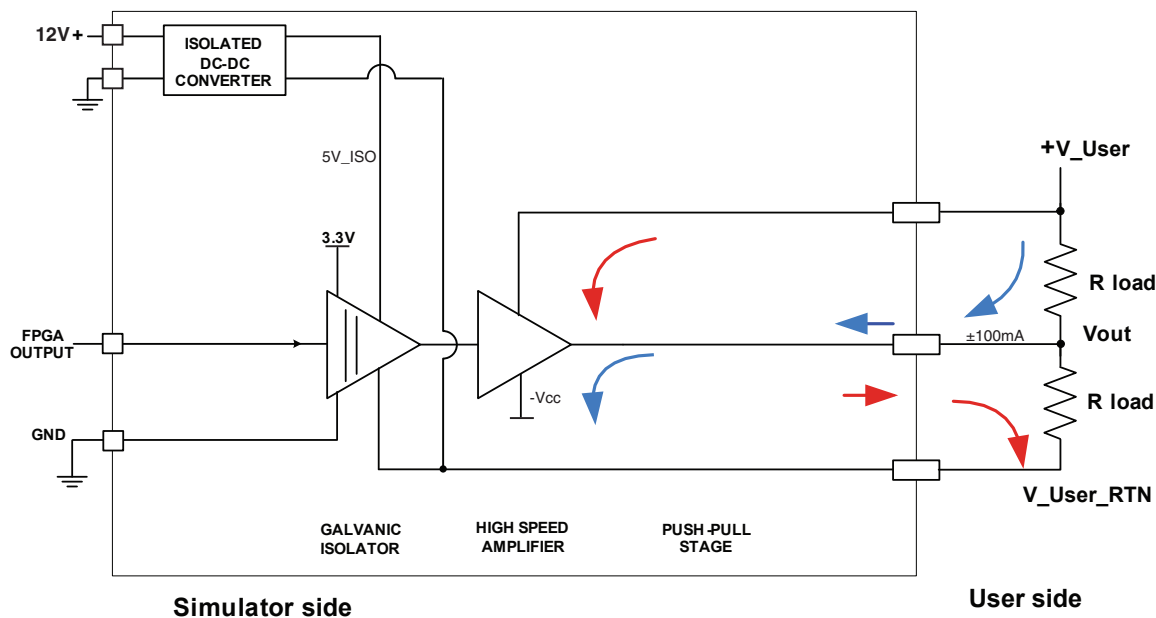 12V+
ISOLATED
DC-DC
CONVERTER
5V_ISO
+V_User
3.3V
R load
FPGA
OUTPUT
±100mA
Vout
-Vcc
R load
GND
V_User_RTN
GALVANIC
ISOLATOR
HIGH SPEED
AMPLIFIER
PUSH-PULL
STAGE
Simulator side
User side